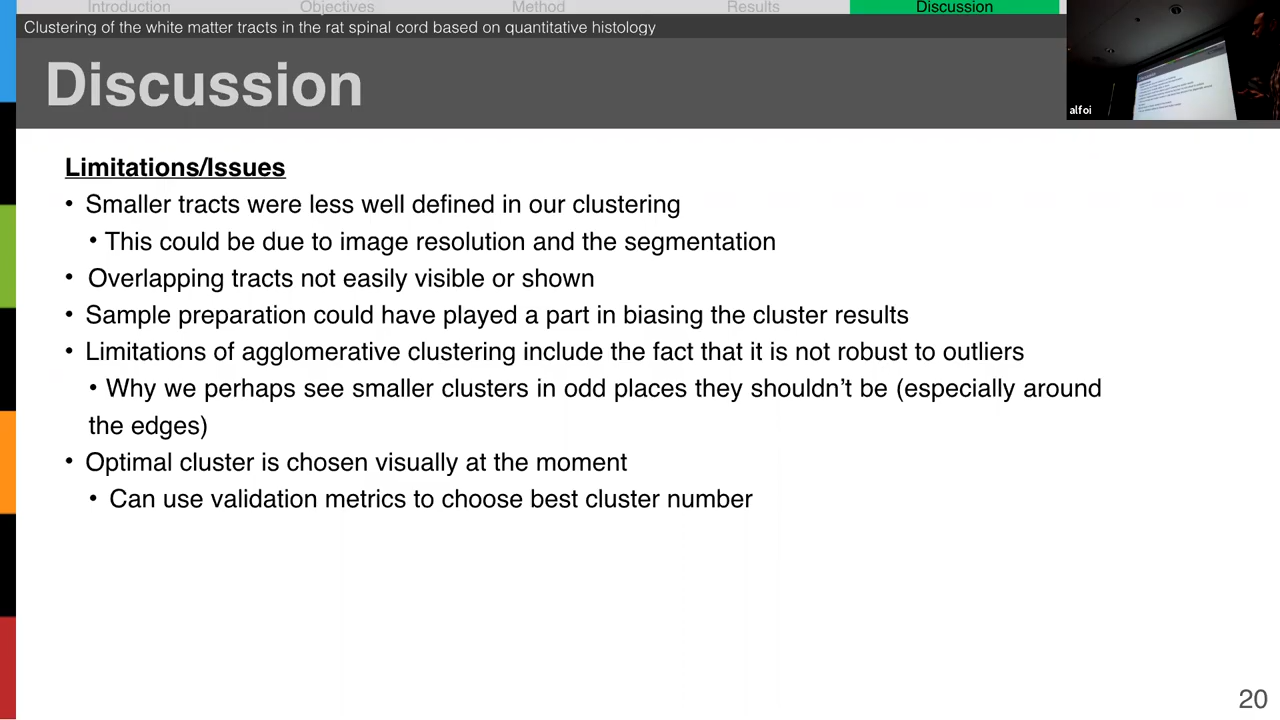 Introduction Objectives Method Results Discussion
Clustering of the white matter tracts in the rat spinal cord based on quantitative histology
Discussion
alfoi
Limitations/Issues
• Smaller tracts were less well defined in our clustering
• This could be due to image resolution and the segmentation
• Overlapping tracts not easily visible or shown
• Sample preparation could have played a part in biasing the cluster results
• Limitations of agglomerative clustering include the fact that it is not robust to outliers
• Why we perhaps see smaller clusters in odd places they shouldn’t be (especially around
the edges)
• Optimal cluster is chosen visually at the moment
• Can use validation metrics to choose best cluster number
20